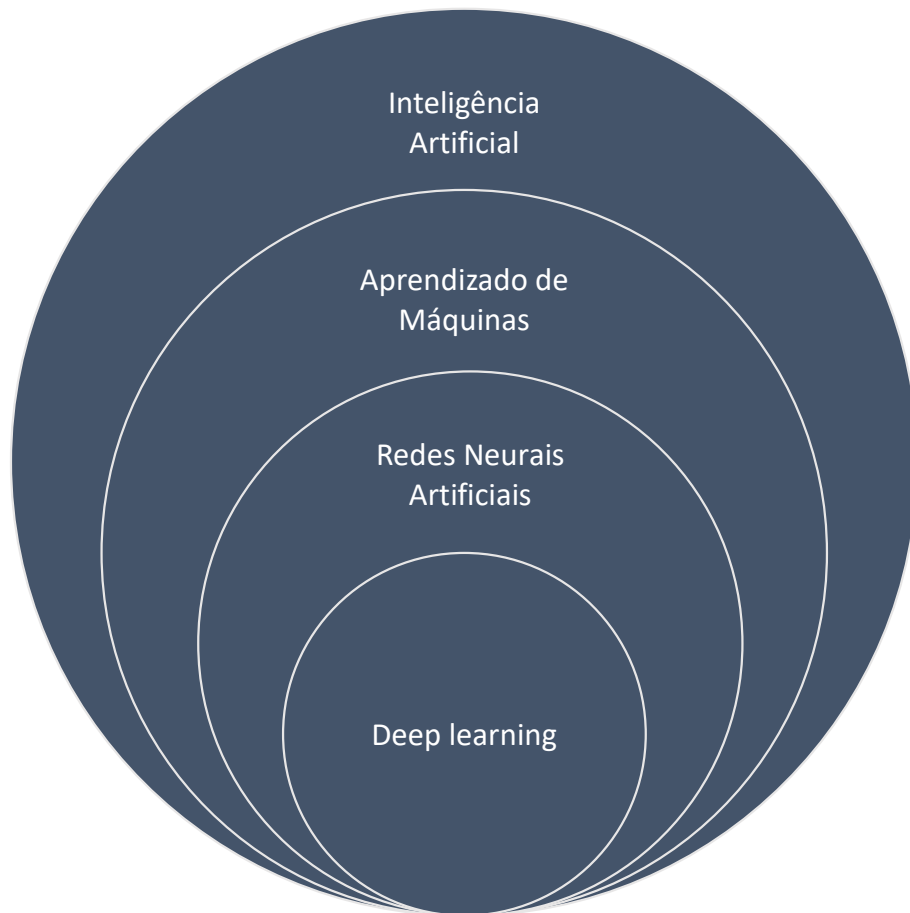 Inteligência
Artificial
Aprendizado de
Máquinas
Redes Neurais
Artificiais
Deep learning